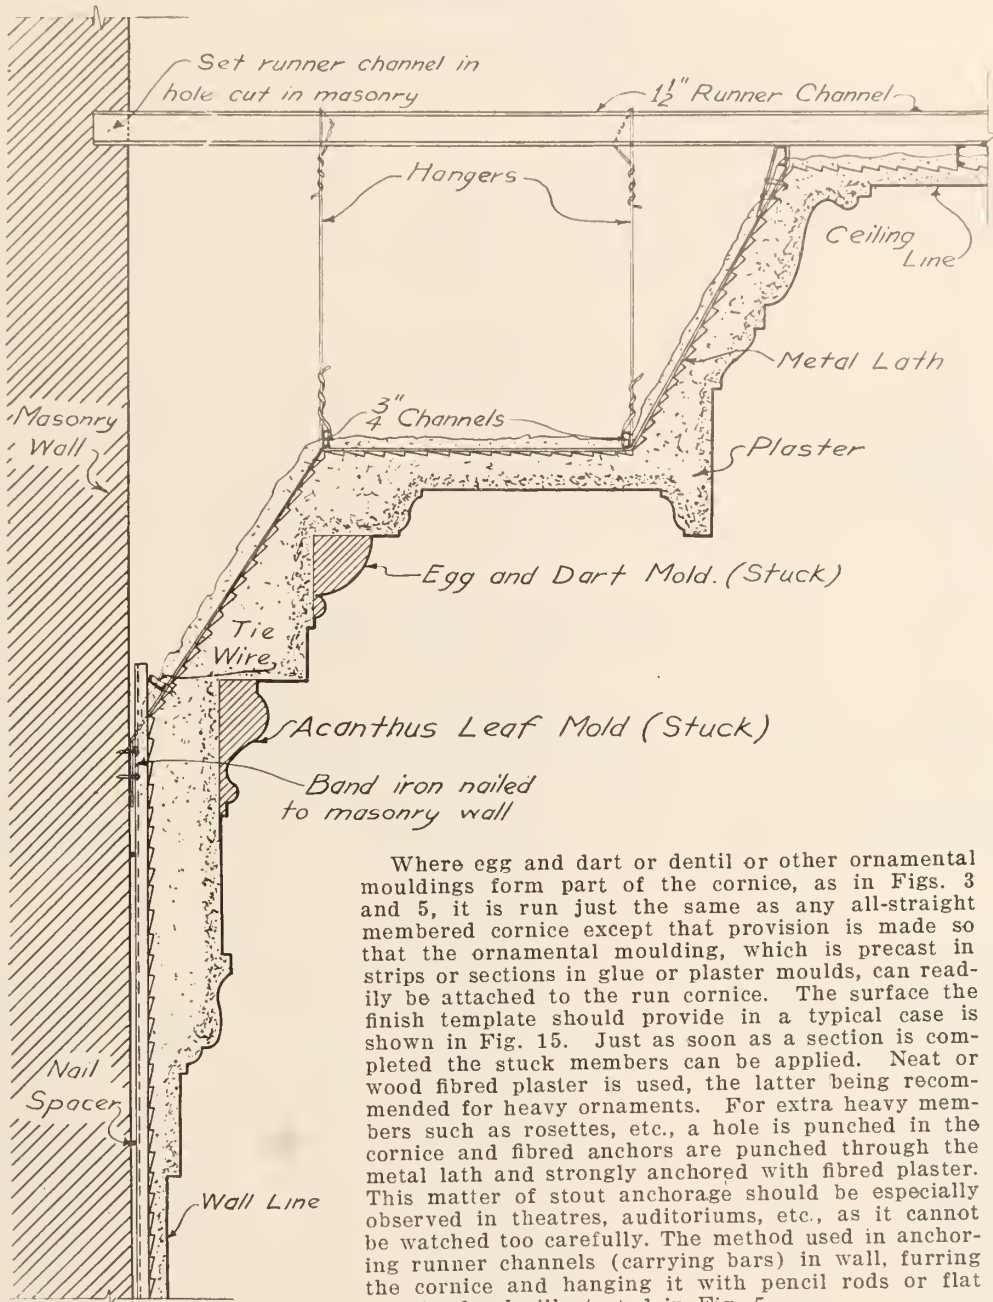 Set runner channel in
hole cut in masonry
1 1/2" Runner Channel
Hangers
Ceiling
Line
Metal Lath
3/4" Channels
Masonry
Wall
Plaster
Egg and Dart Mold. (Stuck)
Tie
Wire
Acanthus Leaf Mold (Stuck)
Band iron nailed
to masonry wall
Where egg and dart or dentil or other ornamental
mouldings form part of the cornice, as in Figs. 3
and 5, it is run just the same as any all-straight
membered cornice except that provision is made so
that the ornamental moulding, which is precast in
strips or sections in glue or plaster moulds, can read-
ily be attached to the run cornice. The surface the
finish template should provide in a typical case is
shown in Fig. 15. Just as soon as a section is com-
pleted the stuck members can be applied. Neat or
wood fibred plaster is used, the latter being recom-
mended for heavy ornaments. For extra heavy mem-
bers such as rosettes, etc., a hole is punched in the
cornice and fibred anchors are punched through the
metal lath and strongly anchored with fibred plaster.
This matter of stout anchorage should be especially
observed in theatres, auditoriums, etc., as it cannot
be watched too carefully. The method used in anchor-
ing runner channels (carrying bars) in wall, furring
the cornice and hanging it with pencil rods or flat
illustrated in Fig. 5
Nail
Spacer
Wall Line